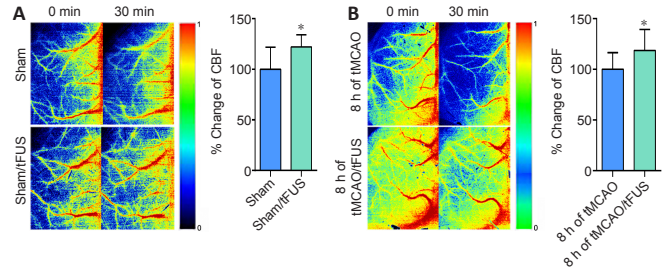 A
0 min
30 min
Sham
Sham/tFUS
1
0
% Change of CBF
150
100
50
0
*
Sham
Sham/tFUS
B
0 min
30 min
8 h of tMCAO
8 h of
tMCAO/tFUS
1
0
% Change of CBF
150
100
50
0
*
8 h of tMCAO
8 h of tMCAO/tFUS